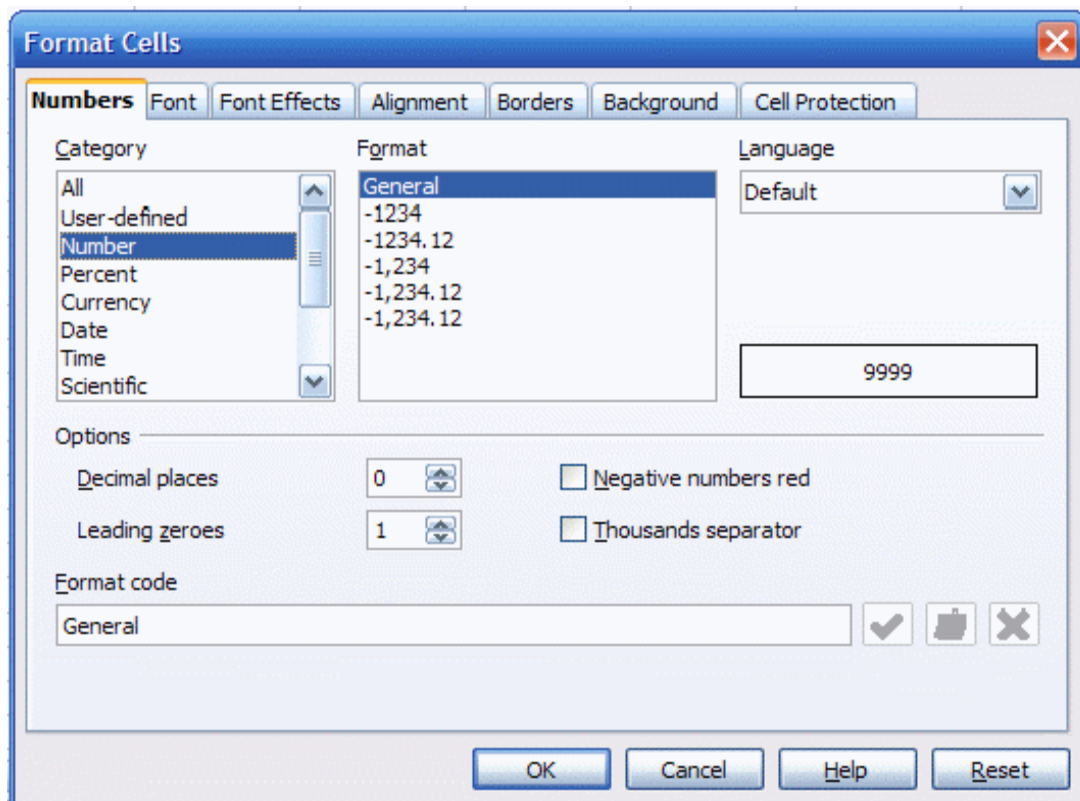 Format Cells
Numbers Font Font Effects Alignment Borders Background Cell Protection
Category
All
User-defined
Number
Percent
Currency
Date
Time
Scientific
Format
General
-1234
-1234.12
-1,234
-1,234.12
-1,234.12
Language
Default
9999
Options
Decimal places 0 Negative numbers red
Leading zeroes 1 Thousands separator
Format code
General
OK Cancel Help Reset